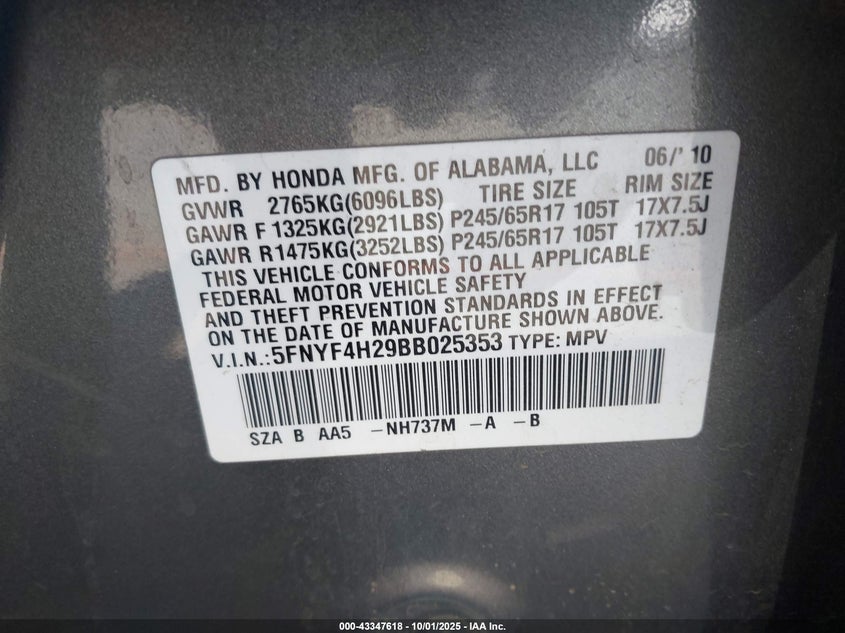 MFD. BY HONDA MFG. OF ALABAMA, LLC 06/'10
GVWR 2765KG(6096LBS) TIRE SIZE RIM SIZE
GAWR F 1325KG(2921LBS) P245/65R17 105T 17X7.5J
GAWR R1475KG(3252LBS) P245/65R17 105T 17X7.5J
THIS VEHICLE CONFORMS TO ALL APPLICABLE
FEDERAL MOTOR VEHICLE SAFETY
AND THEFT PREVENTION STANDARDS IN EFFECT
ON THE DATE OF MANUFACTURE SHOWN ABOVE.
V.I.N.:5FNYF4H29BB025353 TYPE: MPV
SZA B AA5 -NH737M -A -B
000-43347618 - 10/01/2025 - IAA Inc.